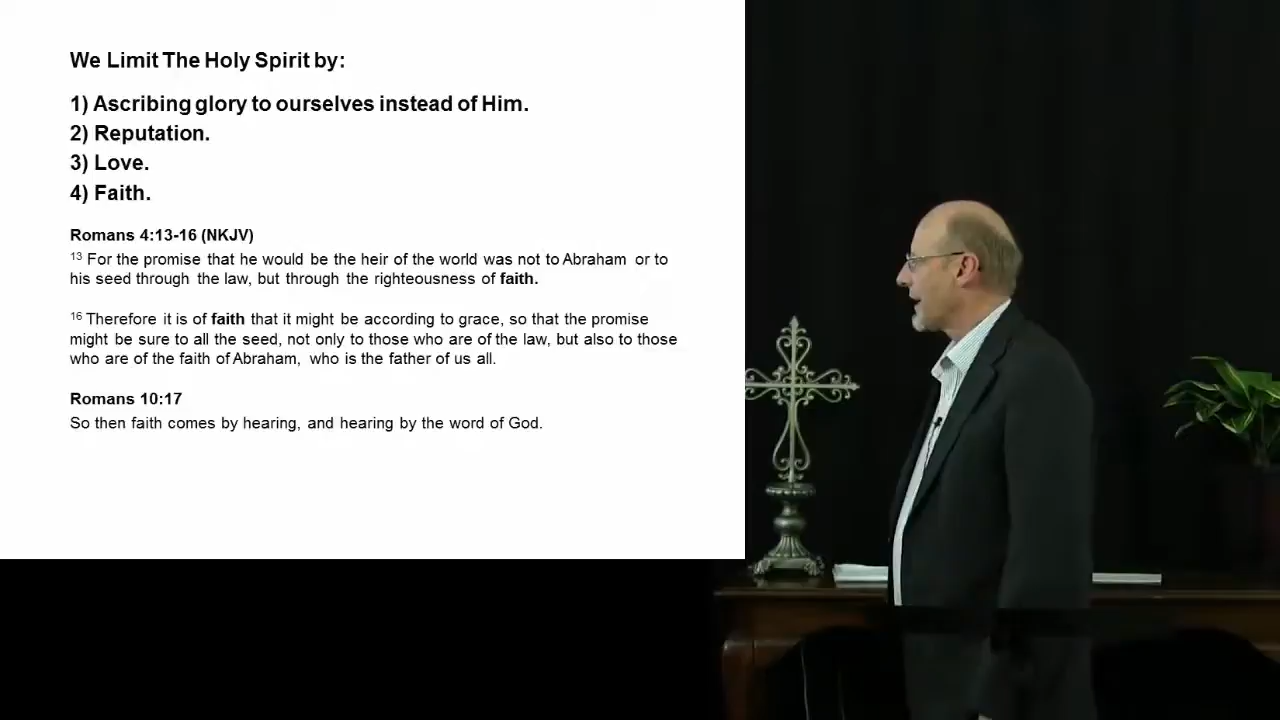 We Limit The Holy Spirit by:
1) Ascribing glory to ourselves instead of Him.
2) Reputation.
3) Love.
4) Faith.
Romans 4:13-16 (NKJV)
13 For the promise that he would be the heir of the world was not to Abraham or to
his seed through the law, but through the righteousness of faith.
16 Therefore it is of faith that it might be according to grace, so that the promise
might be sure to all the seed, not only to those who are of the law, but also to those
who are of the faith of Abraham, who is the father of us all.
Romans 10:17
So then faith comes by hearing, and hearing by the word of God.